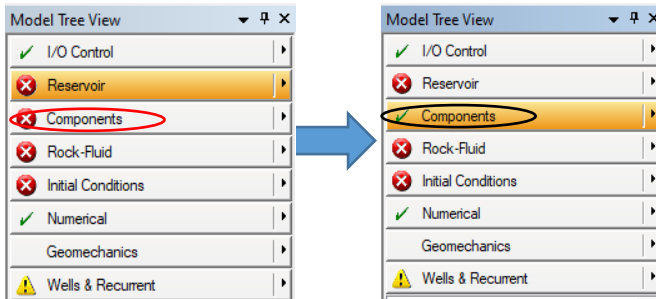 Model Tree View
I/O Control
Reservoir
Components
Rock-Fluid
Initial Conditions
Numerical
Geomechanics
Wells & Recurrent
Model Tree View
I/O Control
Reservoir
Components
Rock-Fluid
Initial Conditions
Numerical
Geomechanics
Wells & Recurrent